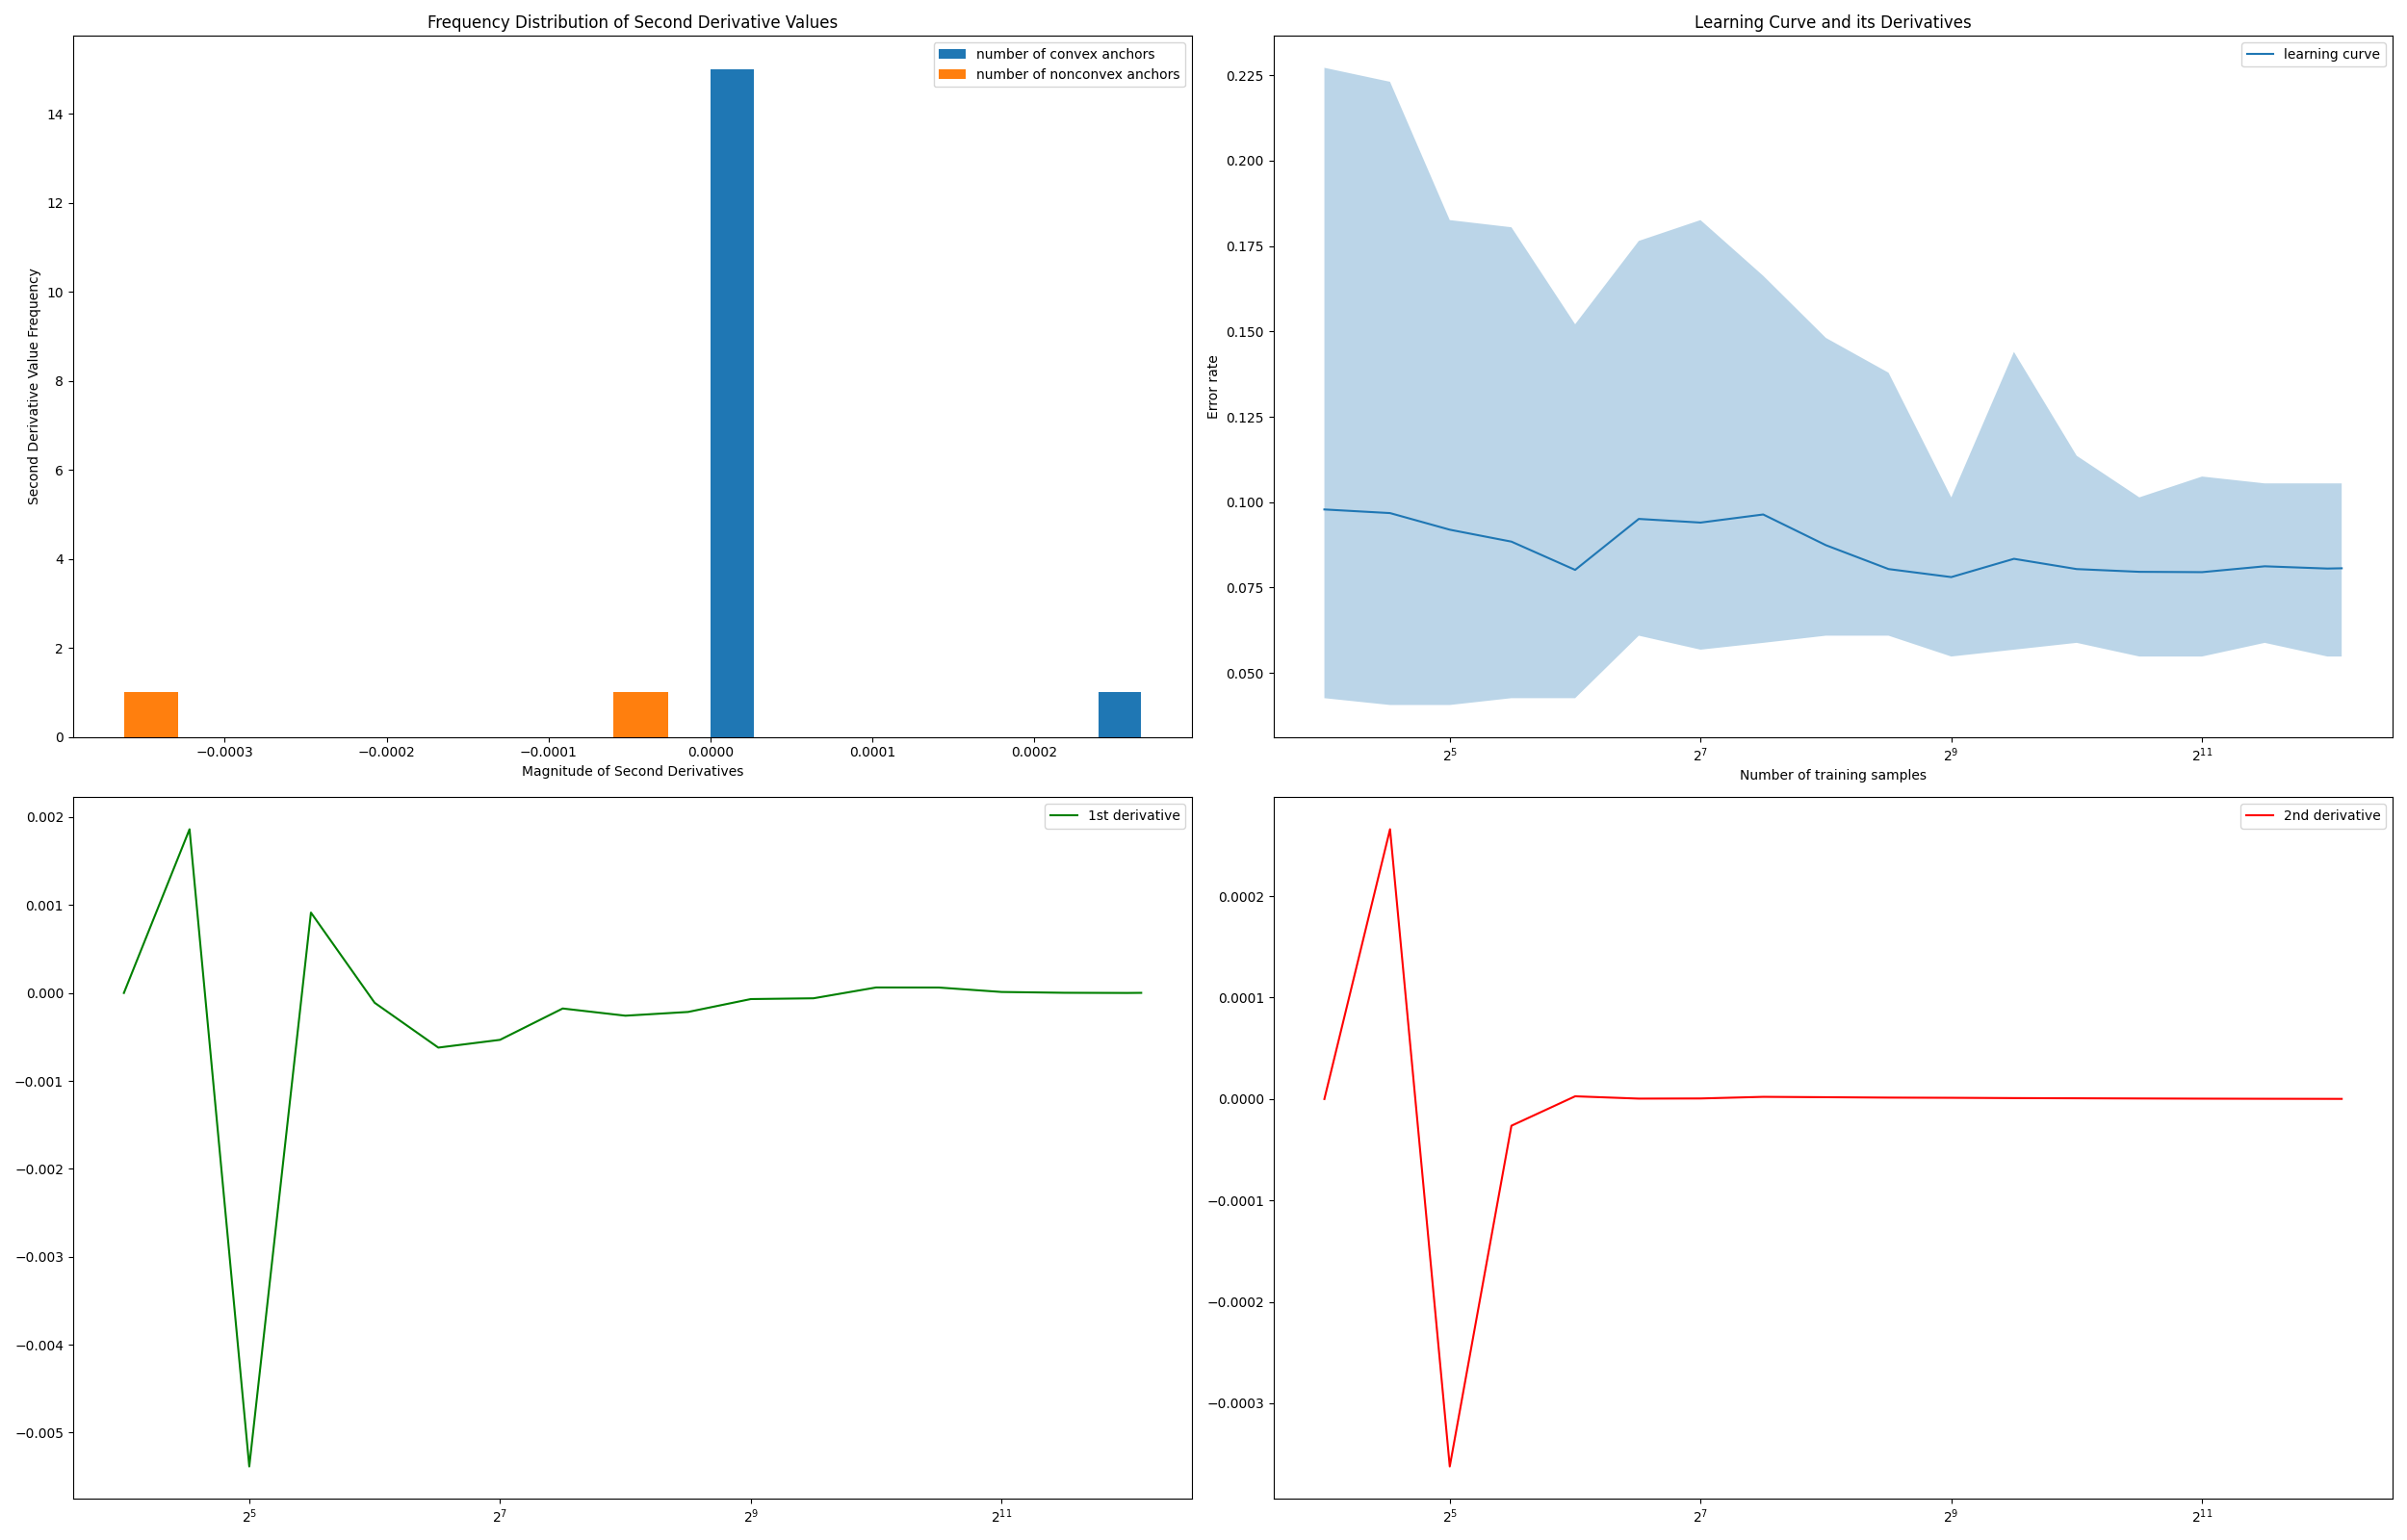 Frequency Distribution of Second Derivative Values
number of convex anchors
number of nonconvex anchors
14
12
10
8
6
4
2
0
Second Derivative Value Frequency
−0.0003 −0.0002 −0.0001 0.0000 0.0001 0.0002
Magnitude of Second Derivatives
Learning Curve and its Derivatives
learning curve
0.225
0.200
0.175
0.150
0.125
0.100
0.075
0.050
Error rate
2^5 2^7 2^9 2^11
Number of training samples
1st derivative
0.002
0.001
0.000
−0.001
−0.002
−0.003
−0.004
−0.005
2^5 2^7 2^9 2^11
2nd derivative
0.0002
0.0001
0.0000
−0.0001
−0.0002
−0.0003
2^5 2^7 2^9 2^11